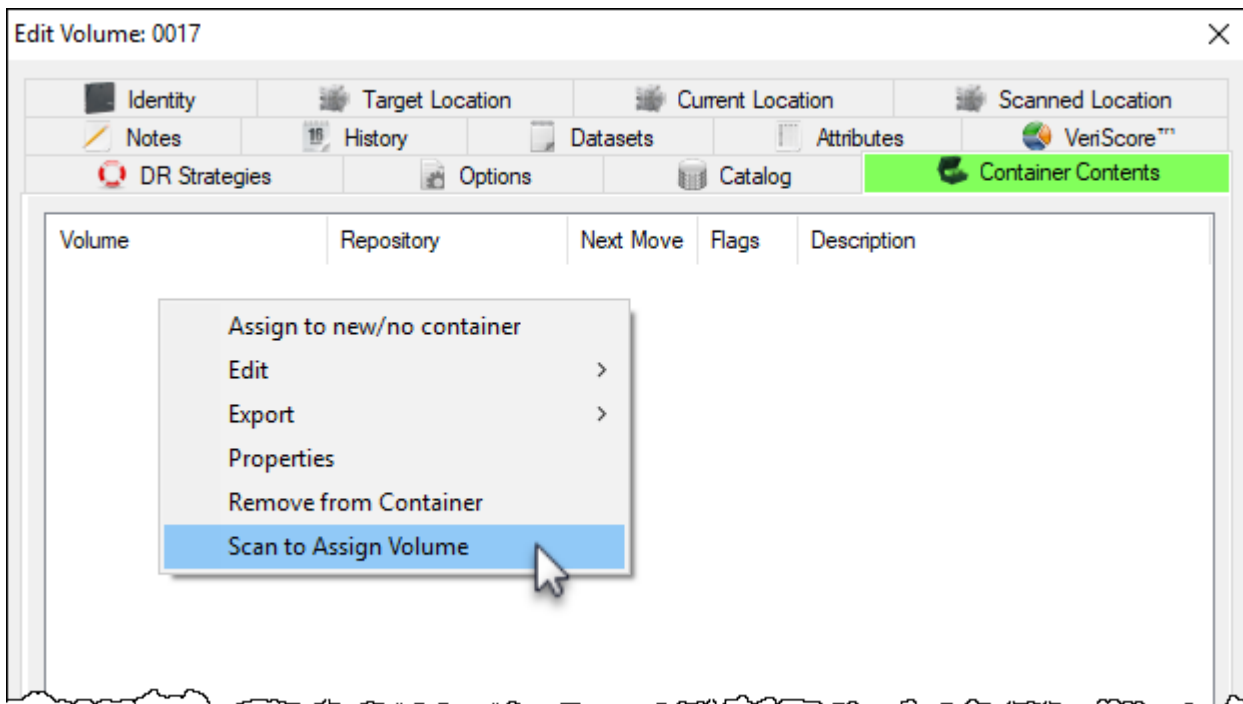 Edit Volume: 0017
Identity Target Location Current Location Scanned Location
Notes 16 History Datasets Attributes VeriScore™
DR Strategies Options Catalog Container Contents
Volume Repository Next Move Flags Description
Assign to new/no container
Edit
Export
Properties
Remove from Container
Scan to Assign Volume